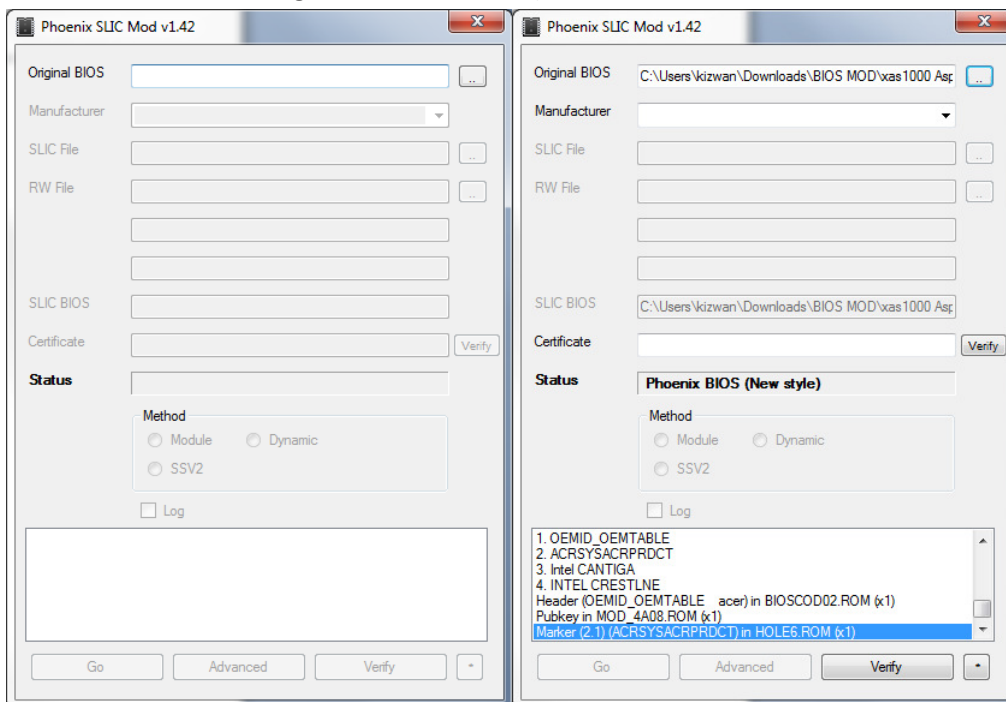 Phoenix SLIC Mod v1.42
Original BIOS
..
Manufacturer
SLIC File
..
RW File
..
SLIC BIOS
Certificate
Verify
Status
Method
Module Dynamic
SSV2
Log
Go Advanced Verify
Phoenix SLIC Mod v1.42
Original BIOS C:\Users\kizwan\Downloads\BIOS MOD\xas1000 Asp
..
Manufacturer
SLIC File
..
RW File
..
SLIC BIOS C:\Users\kizwan\Downloads\BIOS MOD\xas1000 Asp
Certificate
Verify
Status Phoenix BIOS (New style)
Method
Module Dynamic
SSV2
Log
1. OEMID_OEMTABLE
2. ACRSYSACRPRDCT
3. Intel CANTIGA
4. INTEL CRESTLNE
Header (OEMID_OEMTABLE acer) in BIOSCOD02.ROM (x1)
Pubkey in MOD_4A08.ROM (x1)
Marker (2.1) (ACRSYSACRPRDCT) in HOLE6.ROM (x1)
Go Advanced Verify